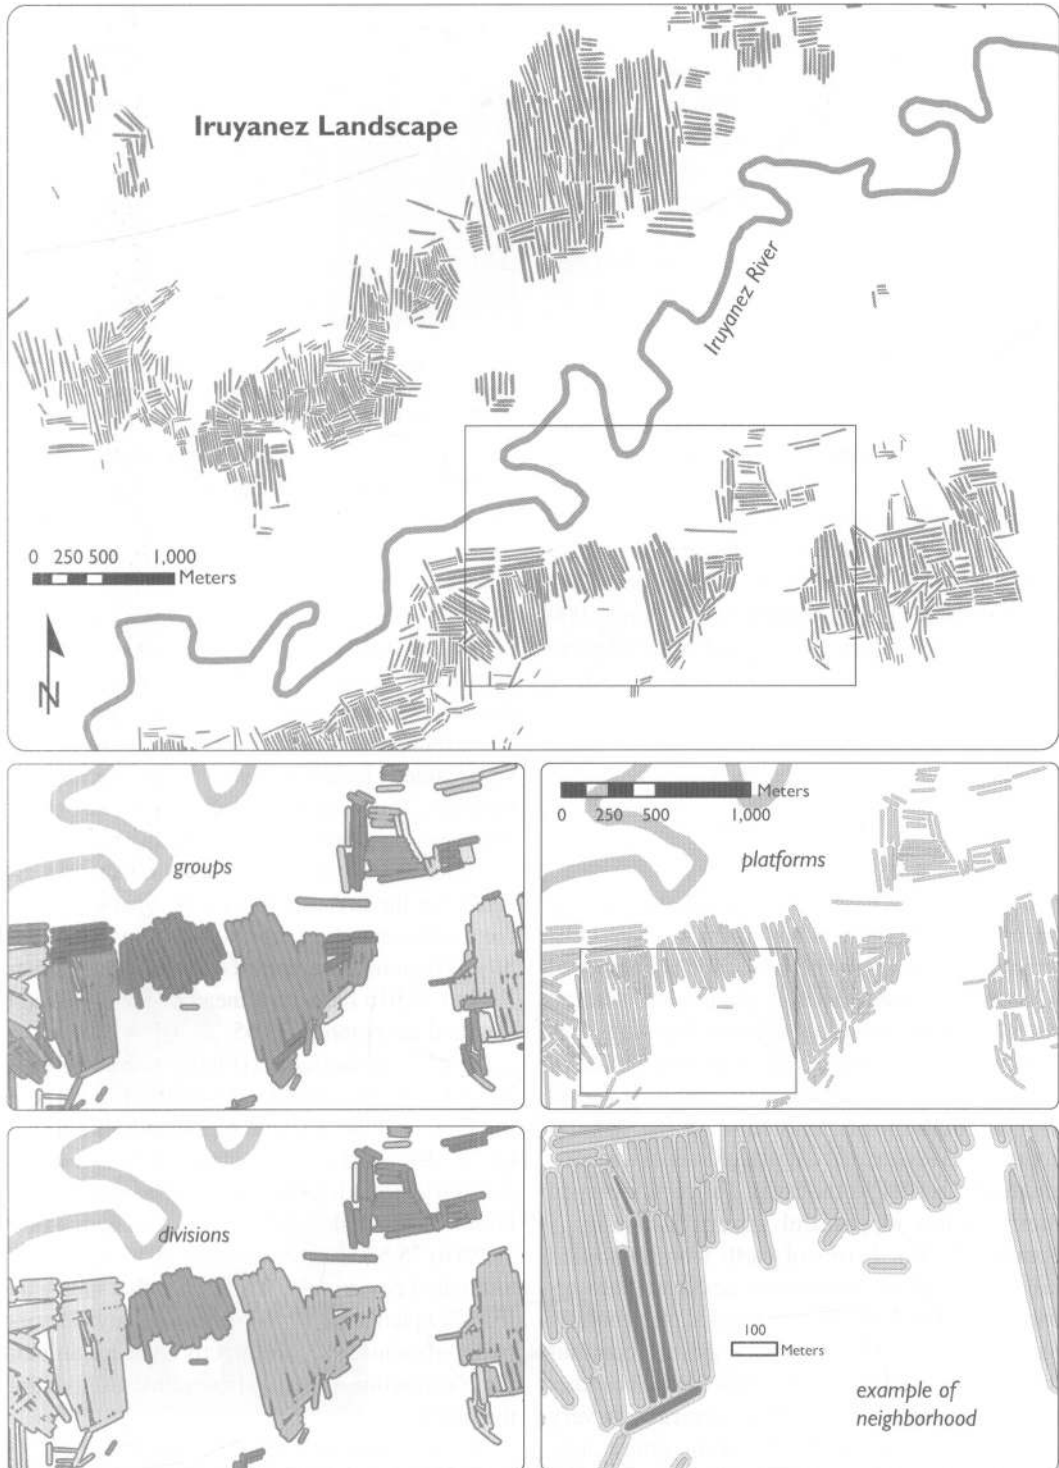 Iruyanez Landscape
Iruyanez River
0 250 500 1,000
Meters
N
groups
Meters
0 250 500 1,000
platforms
divisions
100
Meters
example of
neighborhood